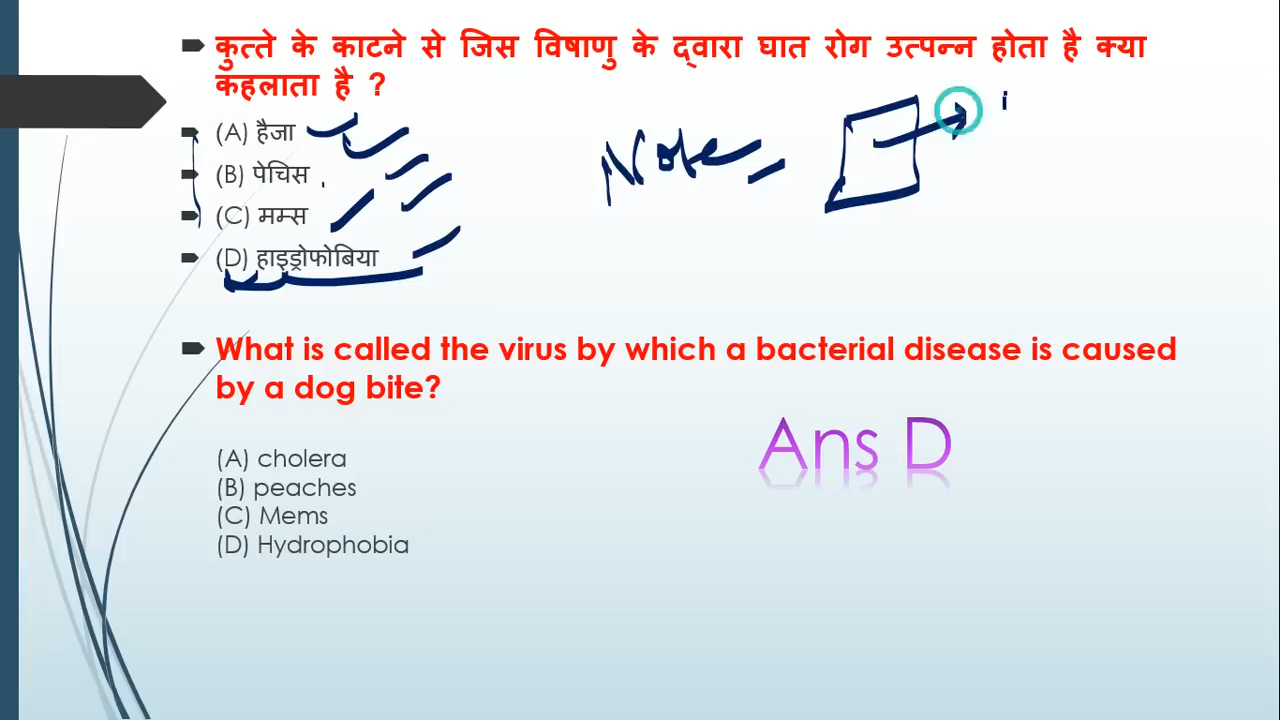 कुत्ते के काटने से जिस विषाणु के द्वारा घात रोग उत्पन्न होता है क्या
कहलाता है ?
(A) हैजा
(B) पेचिस
(C) मम्स
(D) हाइड्रोफोबिया
Notes
What is called the virus by which a bacterial disease is caused
by a dog bite?
Ans D
(A) cholera
(B) peaches
(C) Mems
(D) Hydrophobia